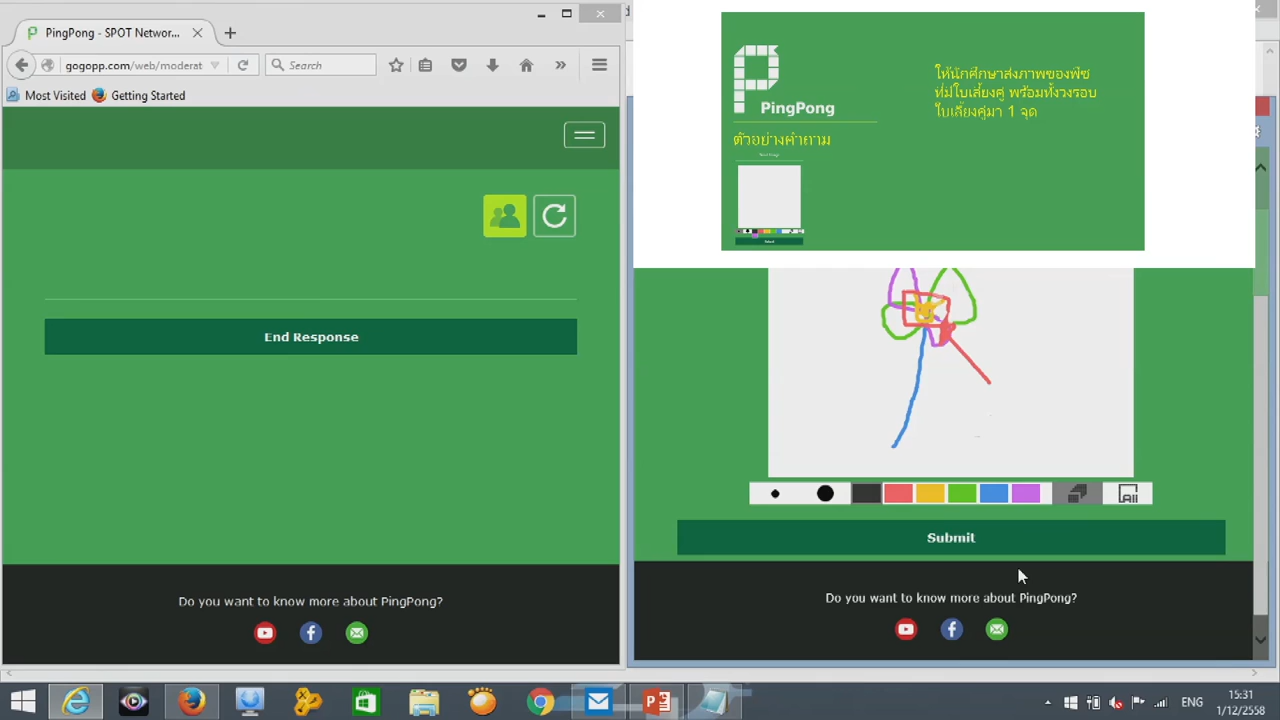 PingPong - SPOT Networ...
gogopp.com/web/moderat
Search
Most Visited
Getting Started
End Response
Do you want to know more about PingPong?
PingPong
ตัวอย่างคำถาม
ให้นักศึกษาส่งภาพของพืช
ที่มีใบเลี้ยงคู่ พร้อมทั้งวงรอบ
ใบเลี้ยงคู่มา 1 จุด
Submit
All
Submit
Do you want to know more about PingPong?
ENG
15:31
1/12/2558